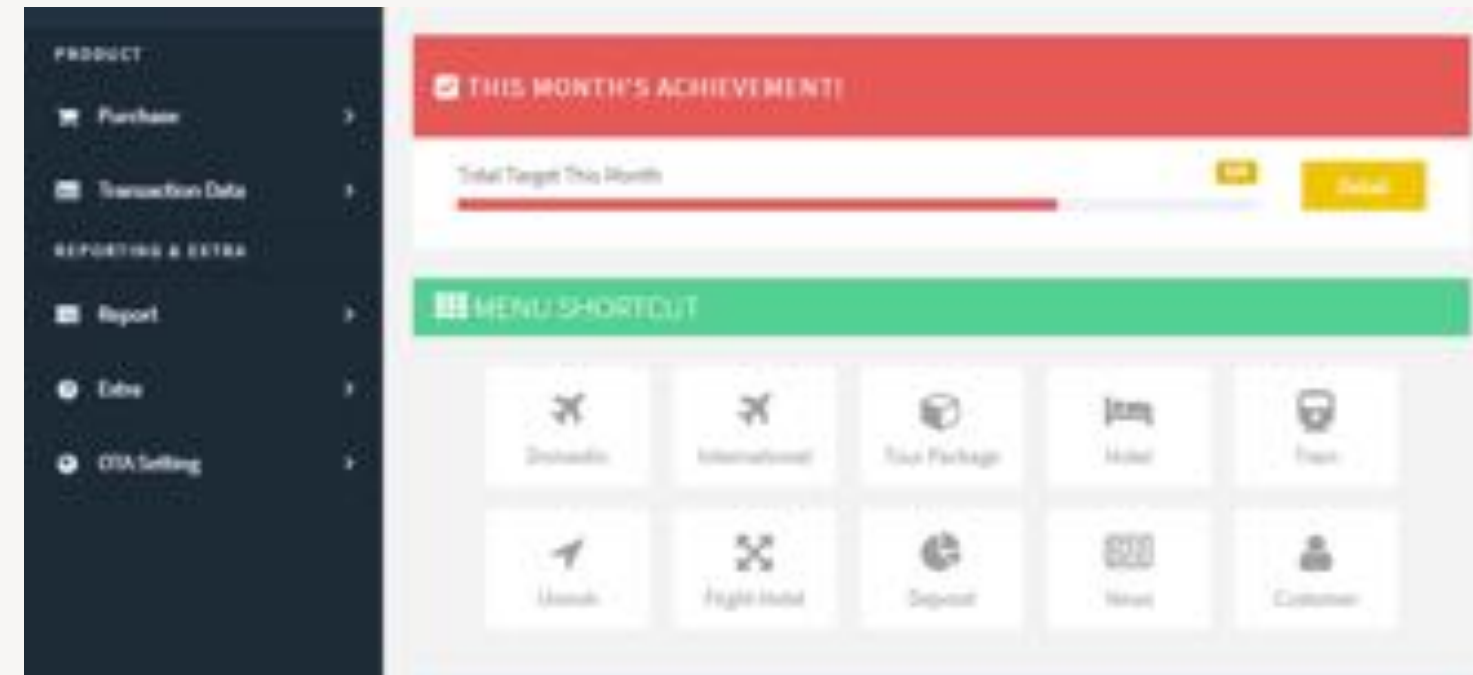 PRODUCT
Purchase
Transaction Data
REPORTING & EXTRA
Report
Extra
OTA Setting
THIS MONTH'S ACHIEVEMENT!
Total Target This Month
Detail
MENU SHORTCUT
Domestic
International
Tour Package
Hotel
Train
Umroh
Flight Hotel
Deposit
News
Customer